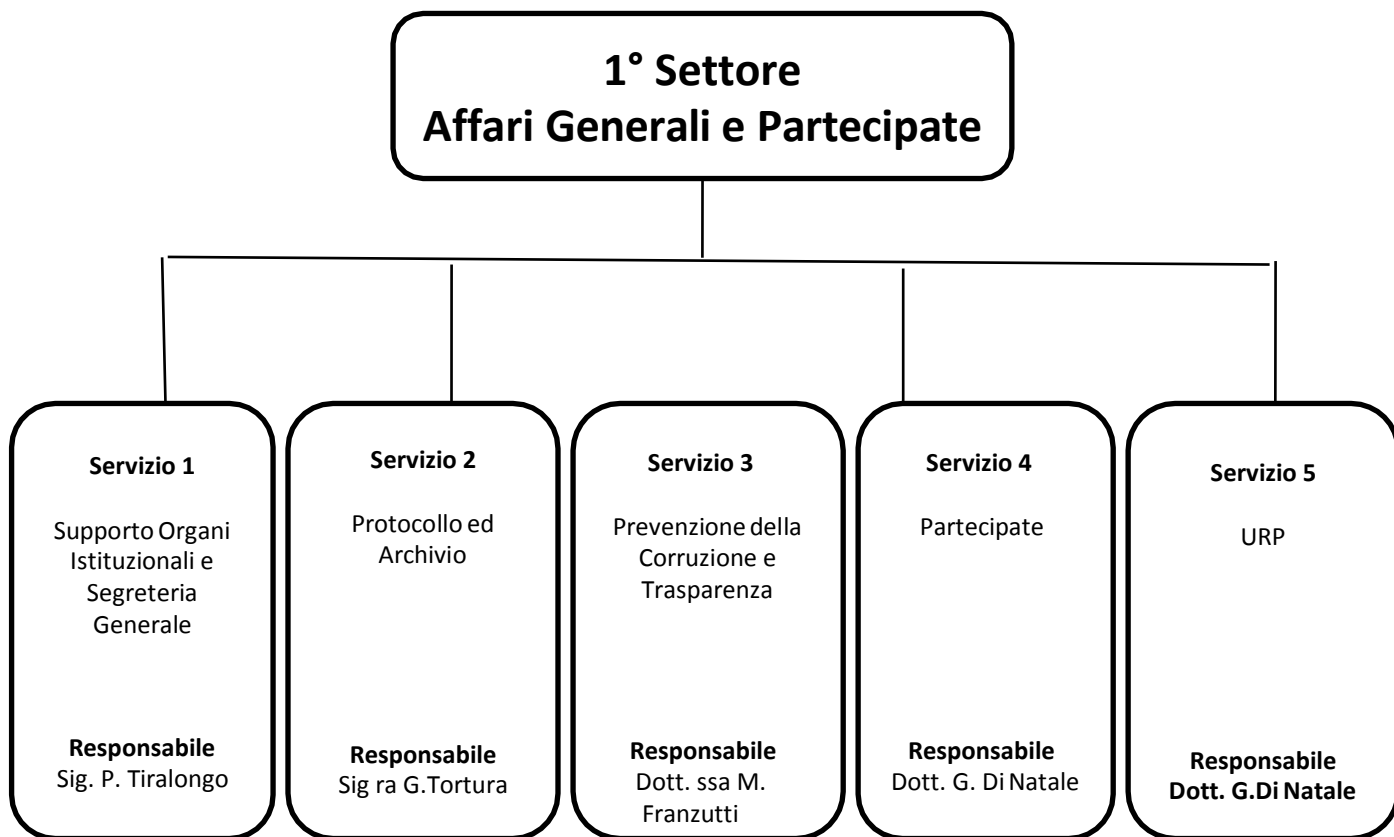 1° Settore
Affari Generali e Partecipate
Servizio 1
Supporto Organi
Istituzionali e
Segreteria
Generale
Responsabile
Sig. P. Tiralongo
Servizio 2
Protocollo ed
Archivio
Responsabile
Sig ra G.Tortura
Servizio 3
Prevenzione della
Corruzione e
Trasparenza
Responsabile
Dott. ssa M.
Franzutti
Servizio 4
Partecipate
Responsabile
Dott. G. Di Natale
Servizio 5
URP
Responsabile
Dott. G.Di Natale